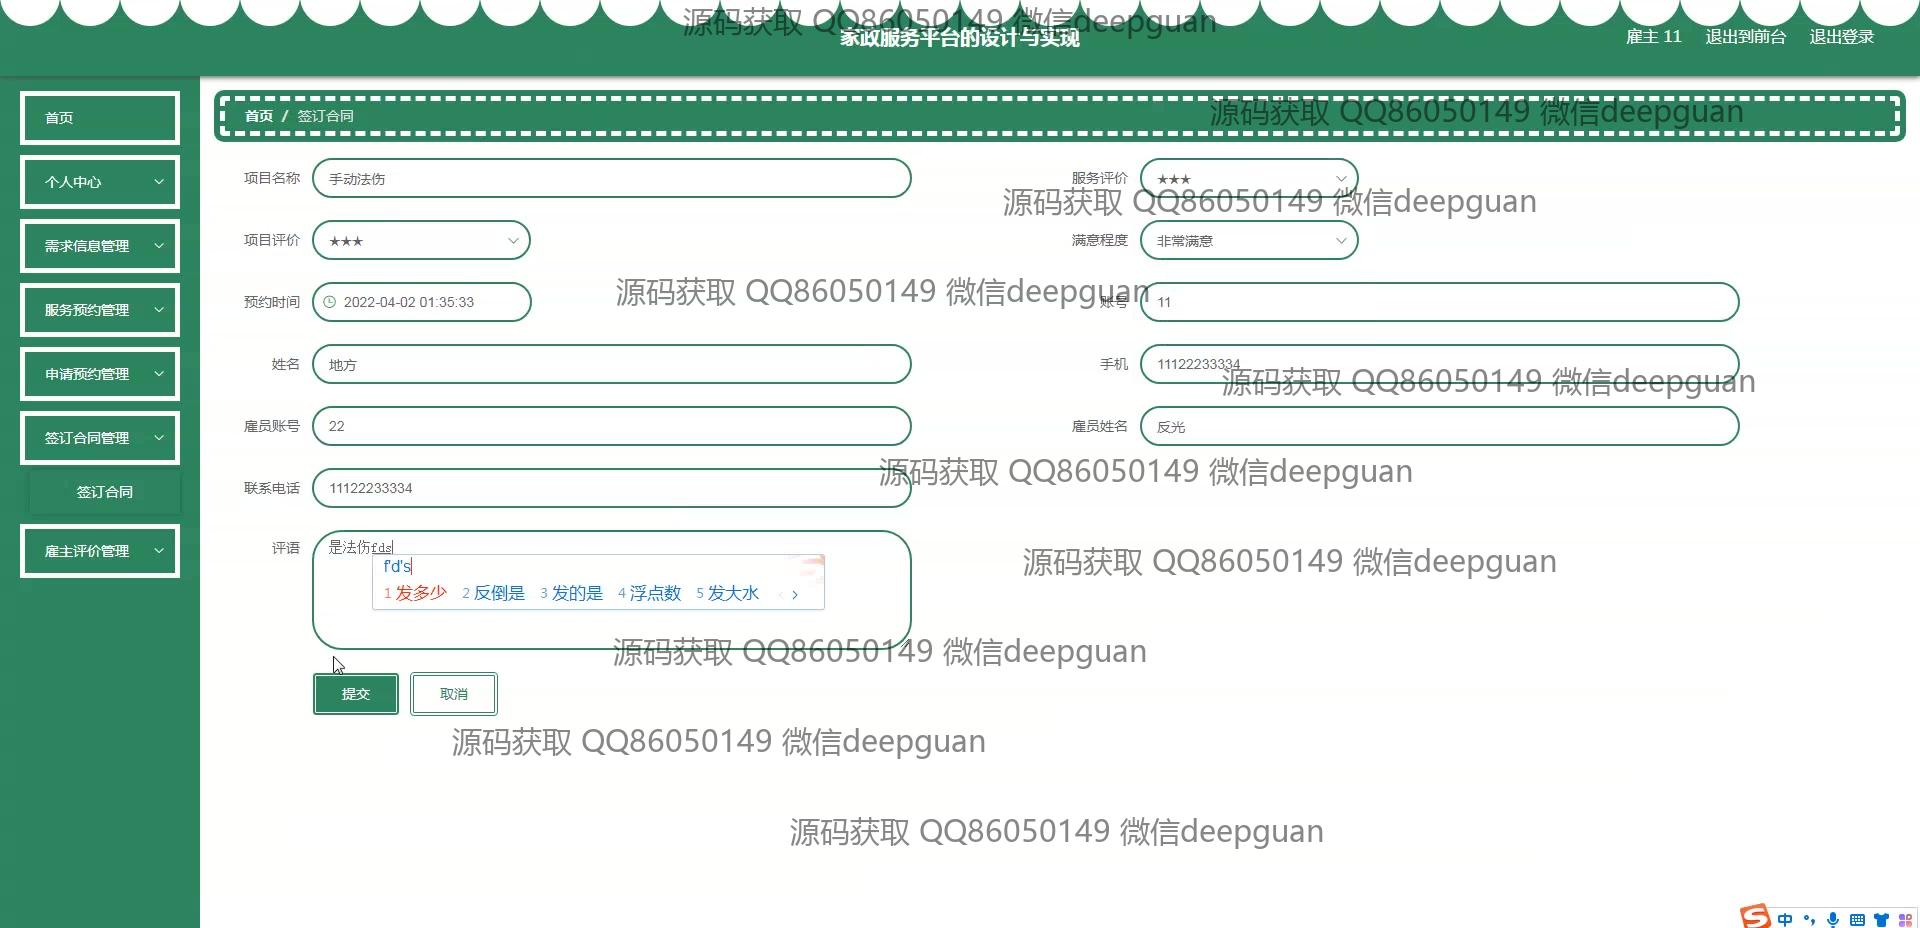 源码获取 QQ86050149 微信deepguan
家政服务平台的设计与实现
雇主 11 退出到前台 退出登录
首页
个人中心
需求信息管理
服务预约管理
申请预约管理
签订合同管理
签订合同
雇主评价管理
首页 / 签订合同
源码获取 QQ86050149 微信deepguan
项目名称 手动法伤
服务评价 ★★★
源码获取 QQ86050149 微信deepguan
项目评价 ★★★
满意程度 非常满意
预约时间 2022-04-02 01:35:33
源码获取 QQ86050149 微信deepguan
账号 11
姓名 地方
手机 11122233334
源码获取 QQ86050149 微信deepguan
雇员账号 22
雇员姓名 反光
源码获取 QQ86050149 微信deepguan
联系电话 11122233334
评语 是法伤fds
f'd's
1 发多少 2 反倒是 3 发的是 4 浮点数 5 发大水
源码获取 QQ86050149 微信deepguan
源码获取 QQ86050149 微信deepguan
提交 取消
源码获取 QQ86050149 微信deepguan
源码获取 QQ86050149 微信deepguan
中